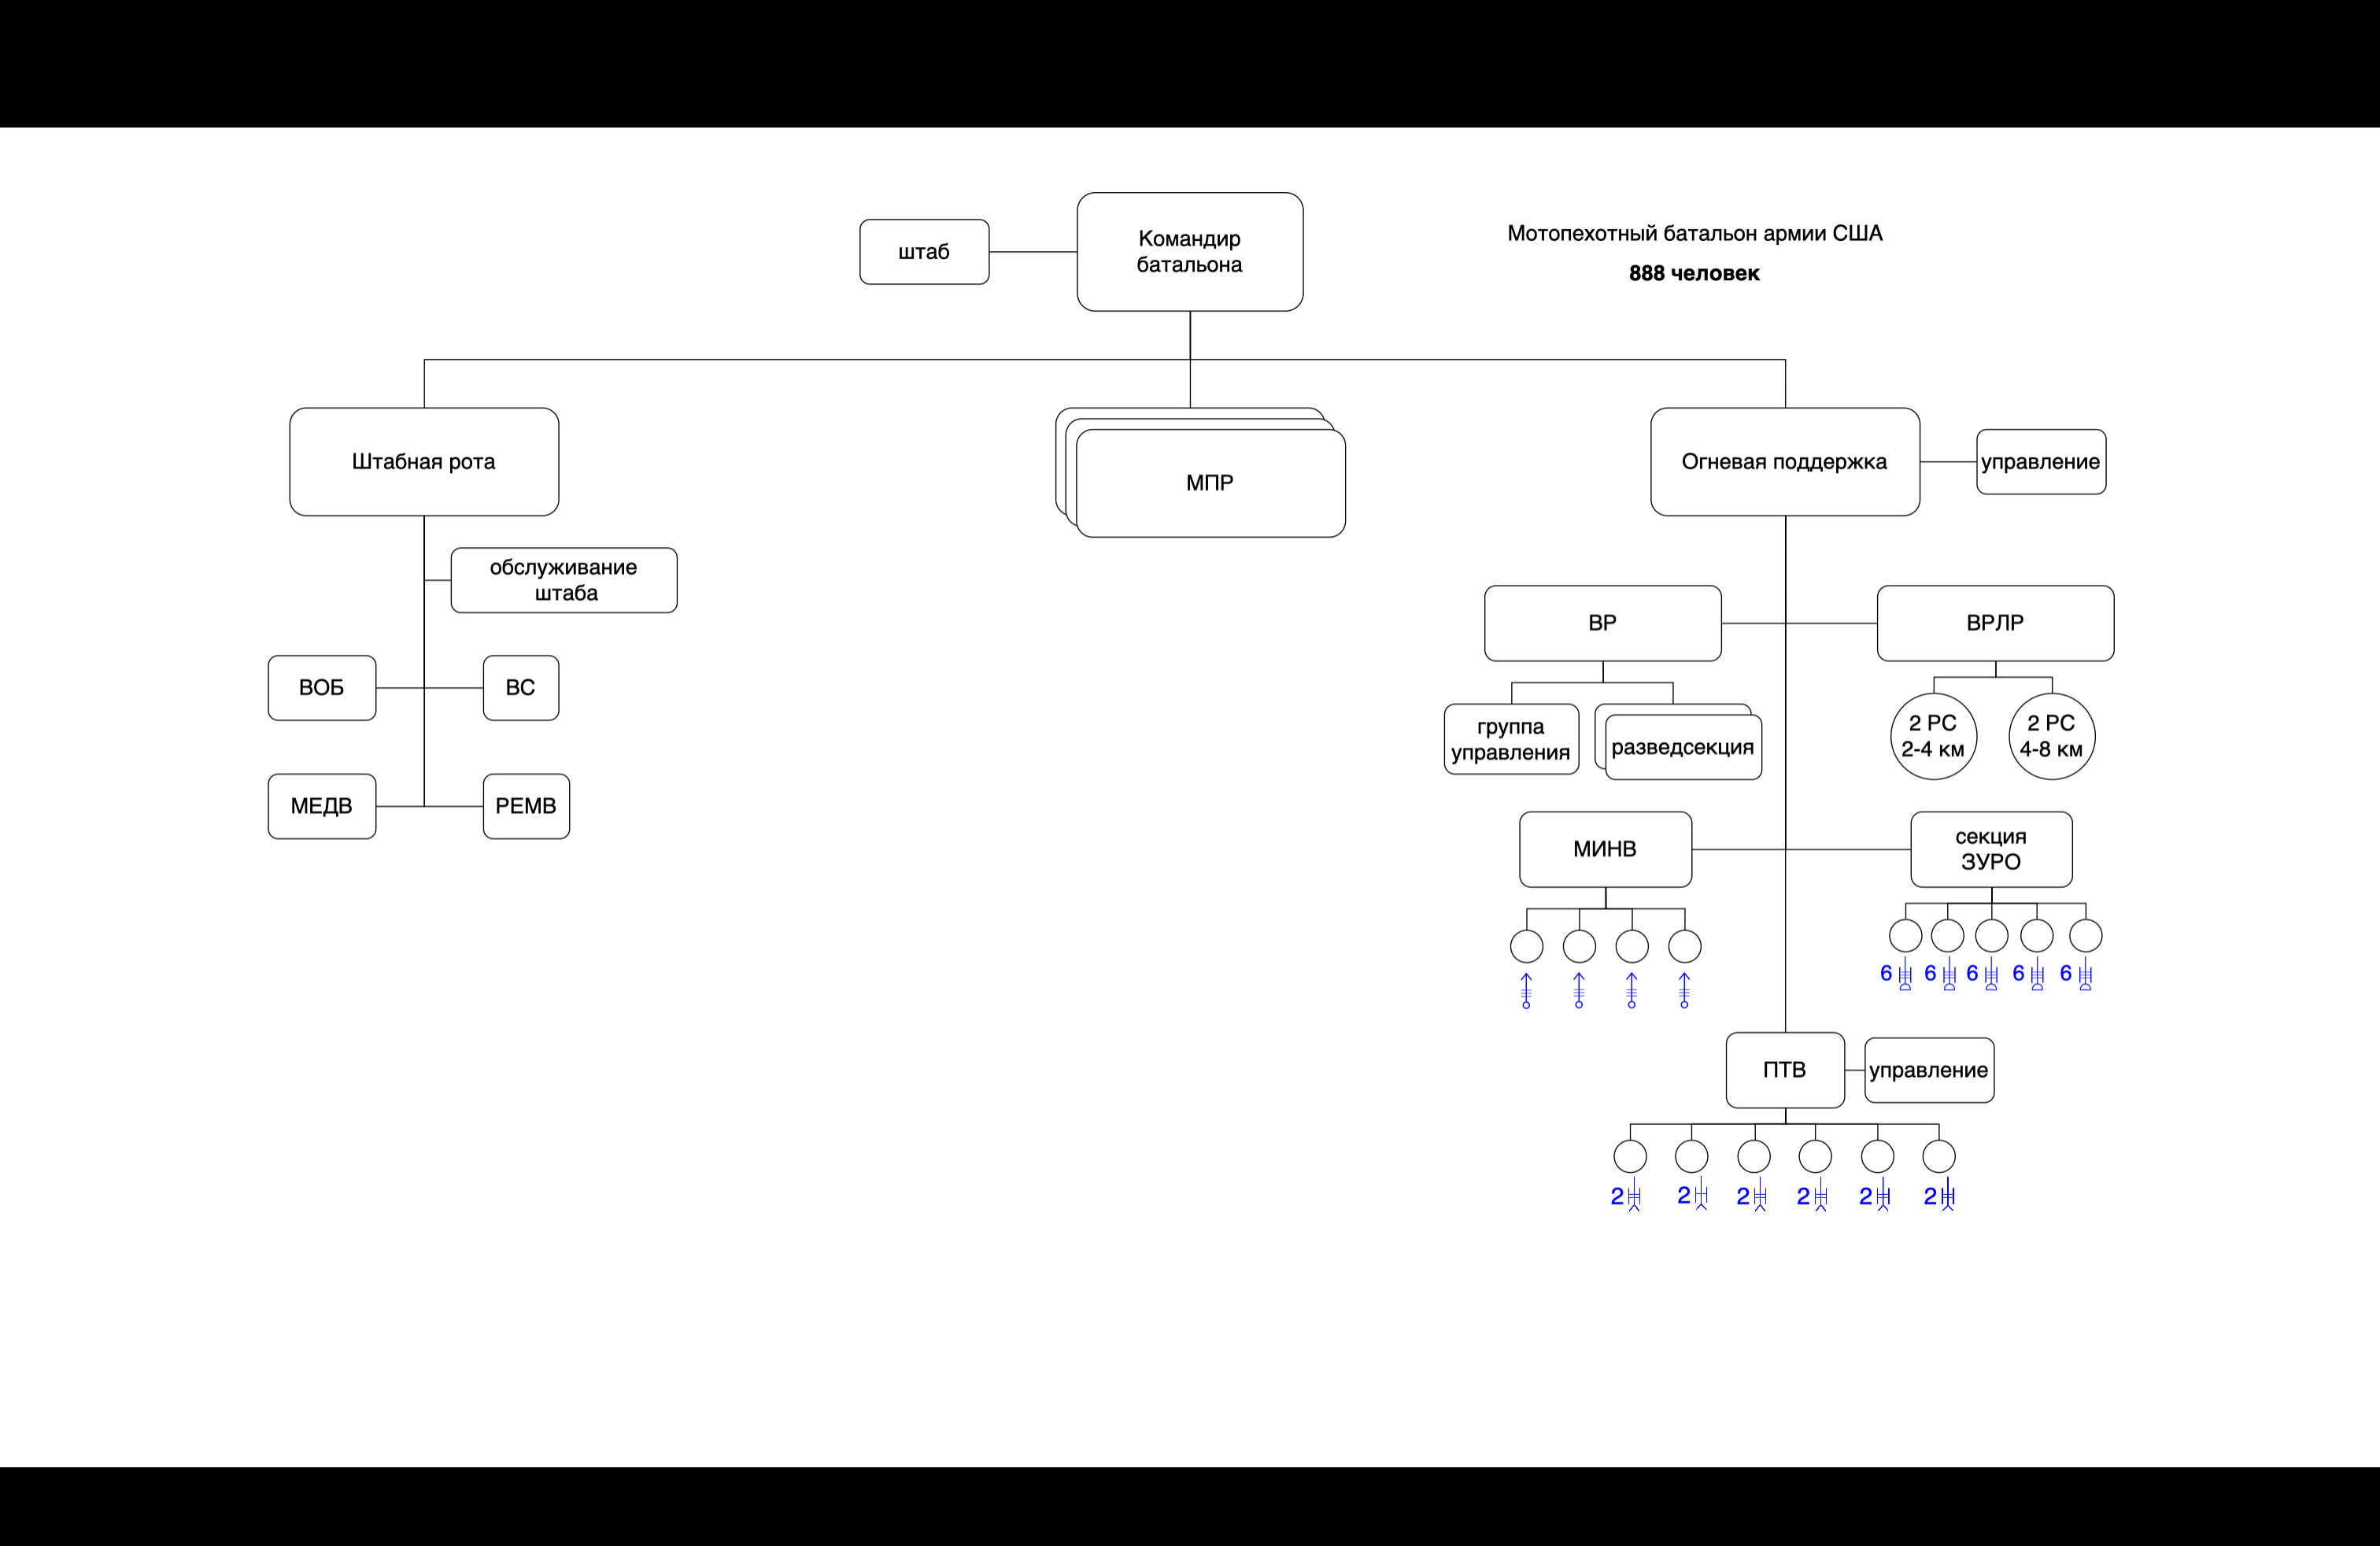 Мотопехотный батальон армии США
888 человек
штаб
Командир
батальона
Штабная рота
МПР
Огневая поддержка
управление
обслуживание
штаба
ВОБ
ВС
МЕДВ
РЕМВ
ВР
ВРЛР
группа
управления
разведсекция
2 РС
2-4 км
2 РС
4-8 км
МИНВ
секция
ЗУРО
6 6 6 6 6
ПТВ
управление
2 2 2 2 2 2